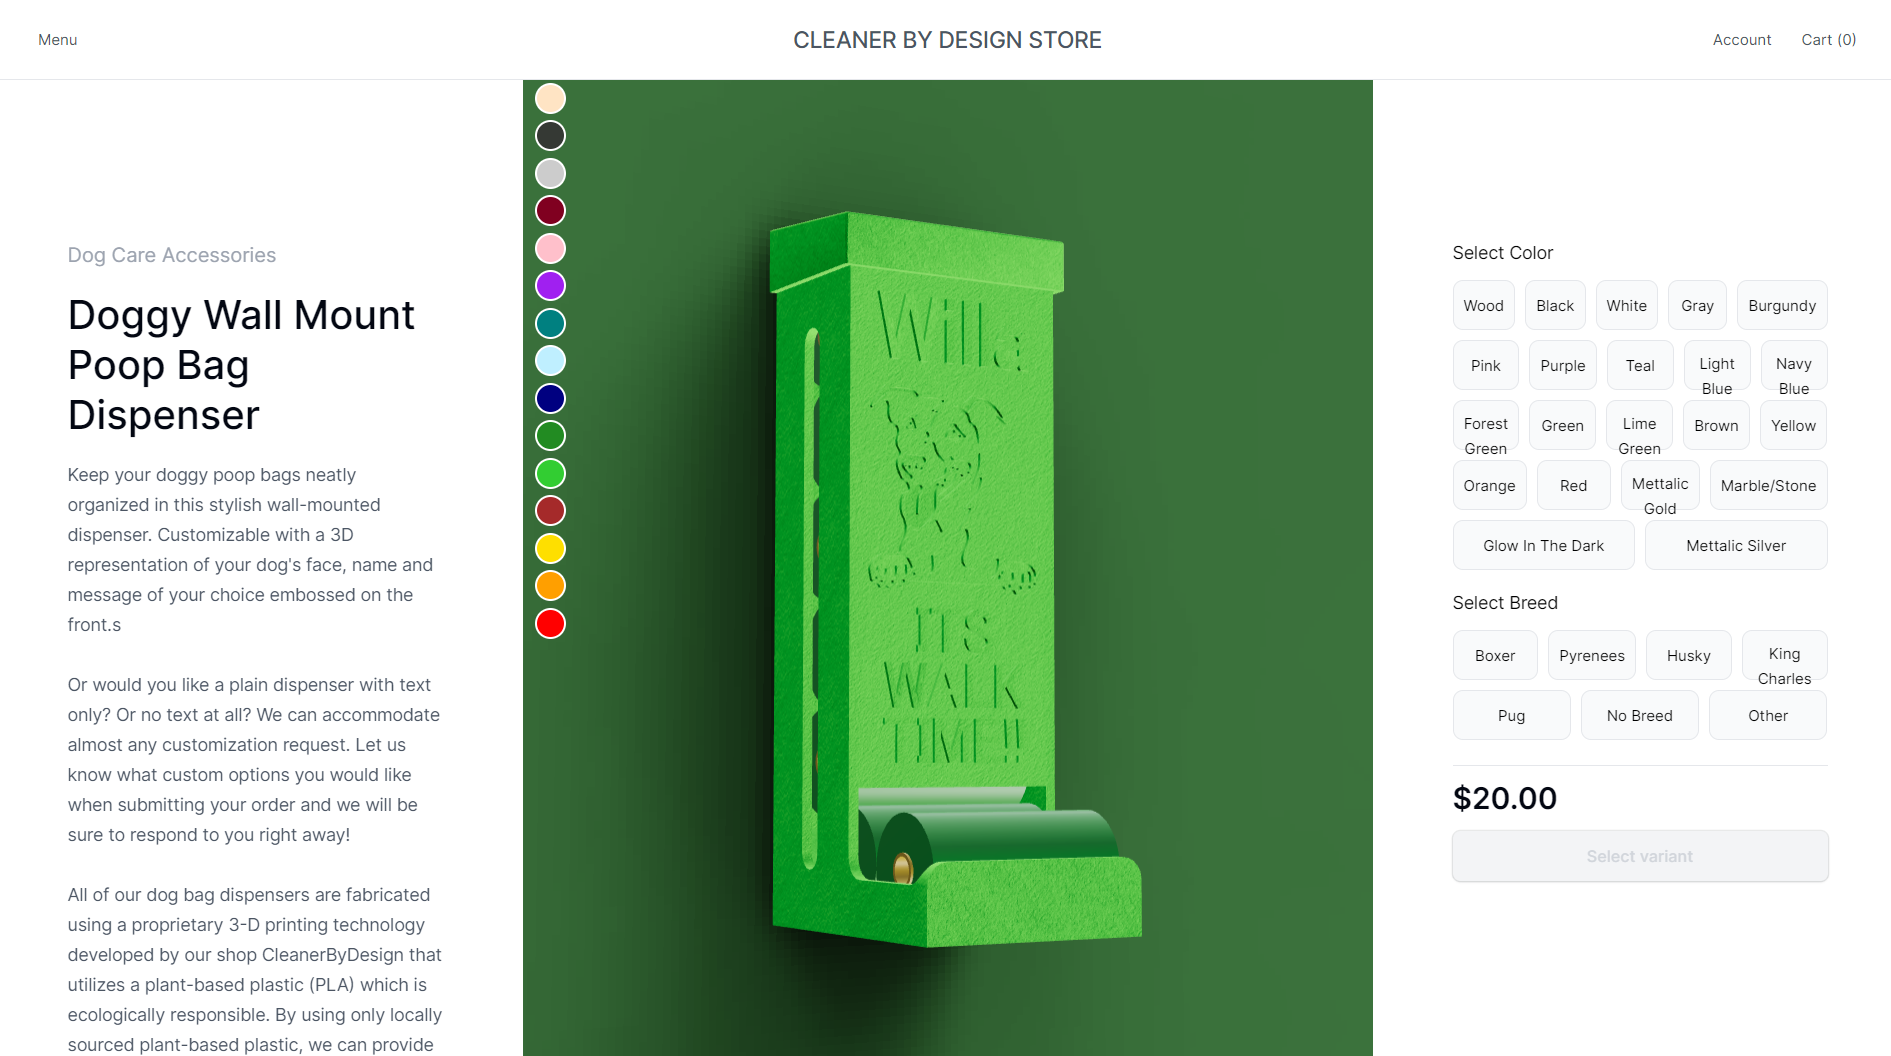 Menu
CLEANER BY DESIGN STORE
Account
Cart (0)
Dog Care Accessories
Doggy Wall Mount
Poop Bag
Dispenser
Keep your doggy poop bags neatly
organized in this stylish wall-mounted
dispenser. Customizable with a 3D
representation of your dog's face, name and
message of your choice embossed on the
front.s
Or would you like a plain dispenser with text
only? Or no text at all? We can accommodate
almost any customization request. Let us
know what custom options you would like
when submitting your order and we will be
sure to respond to you right away!
All of our dog bag dispensers are fabricated
using a proprietary 3-D printing technology
developed by our shop CleanerByDesign that
utilizes a plant-based plastic (PLA) which is
ecologically responsible. By using only locally
sourced plant-based plastic, we can provide
Willa
IT'S
WALK
TIME!!
Select Color
Wood
Black
White
Gray
Burgundy
Pink
Purple
Teal
Light
Blue
Navy
Blue
Forest
Green
Green
Lime
Green
Brown
Yellow
Orange
Red
Mettalic
Gold
Marble/Stone
Glow In The Dark
Mettalic Silver
Select Breed
Boxer
Pyrenees
Husky
King
Charles
Pug
No Breed
Other
$20.00
Select variant